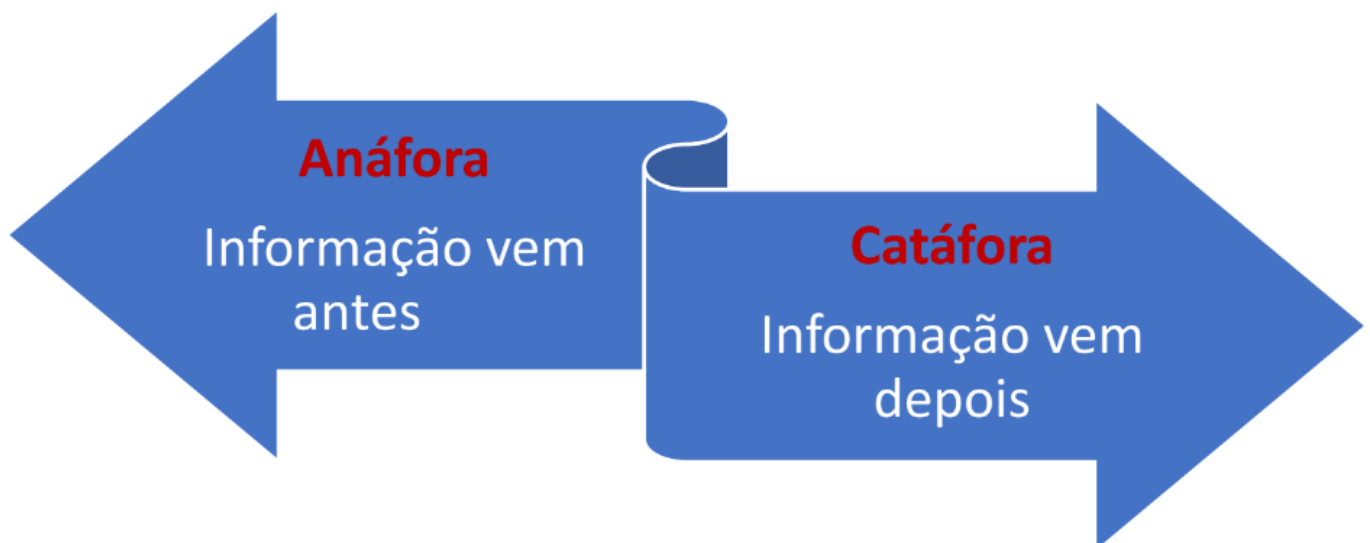 Anáfora
Informação vem
antes
Catáfora
Informação vem
depois